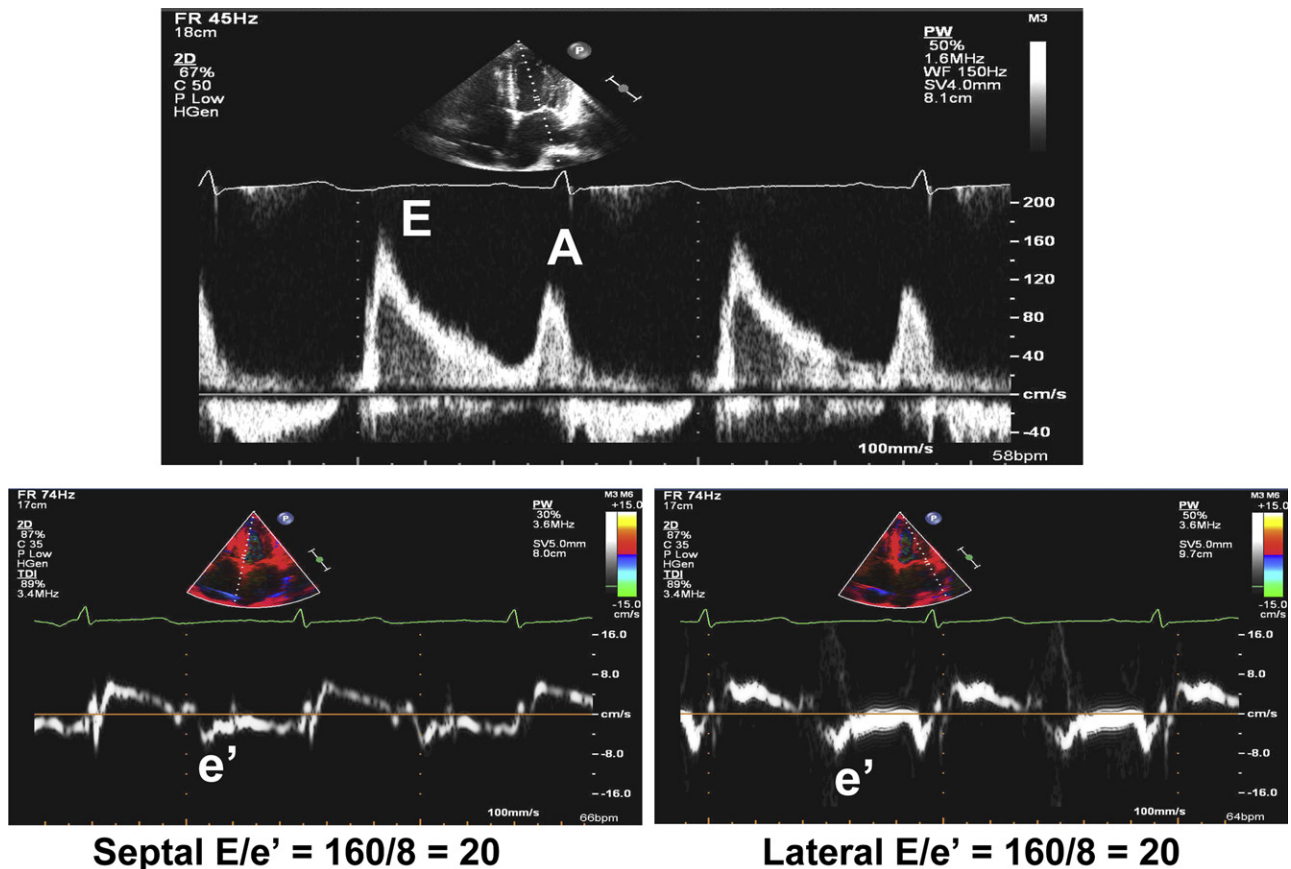 FR 45Hz
18cm
2D
67%
C 50
P Low
HGen
P
M3
PW
50%
1.6MHz
WF 150Hz
SV4.0mm
8.1cm
E
A
200
160
120
80
40
cm/s
-40
100mm/s
58bpm
FR 74Hz
17cm
2D
87%
C 35
P Low
HGen
TDI
89%
3.4MHz
P
PW
30%
3.6MHz
SV5.0mm
8.0cm
M3 M6
+15.0
-15.0
cm/s
16.0
8.0
cm/s
-8.0
-16.0
e'
100mm/s
66bpm
FR 74Hz
17cm
2D
87%
C 35
P Low
HGen
TDI
89%
3.4MHz
P
PW
50%
3.6MHz
SV5.0mm
9.7cm
M3 M6
+15.0
-15.0
cm/s
16.0
8.0
cm/s
-8.0
-16.0
e'
100mm/s
64bpm
Septal E/e' = 160/8 = 20
Lateral E/e' = 160/8 = 20